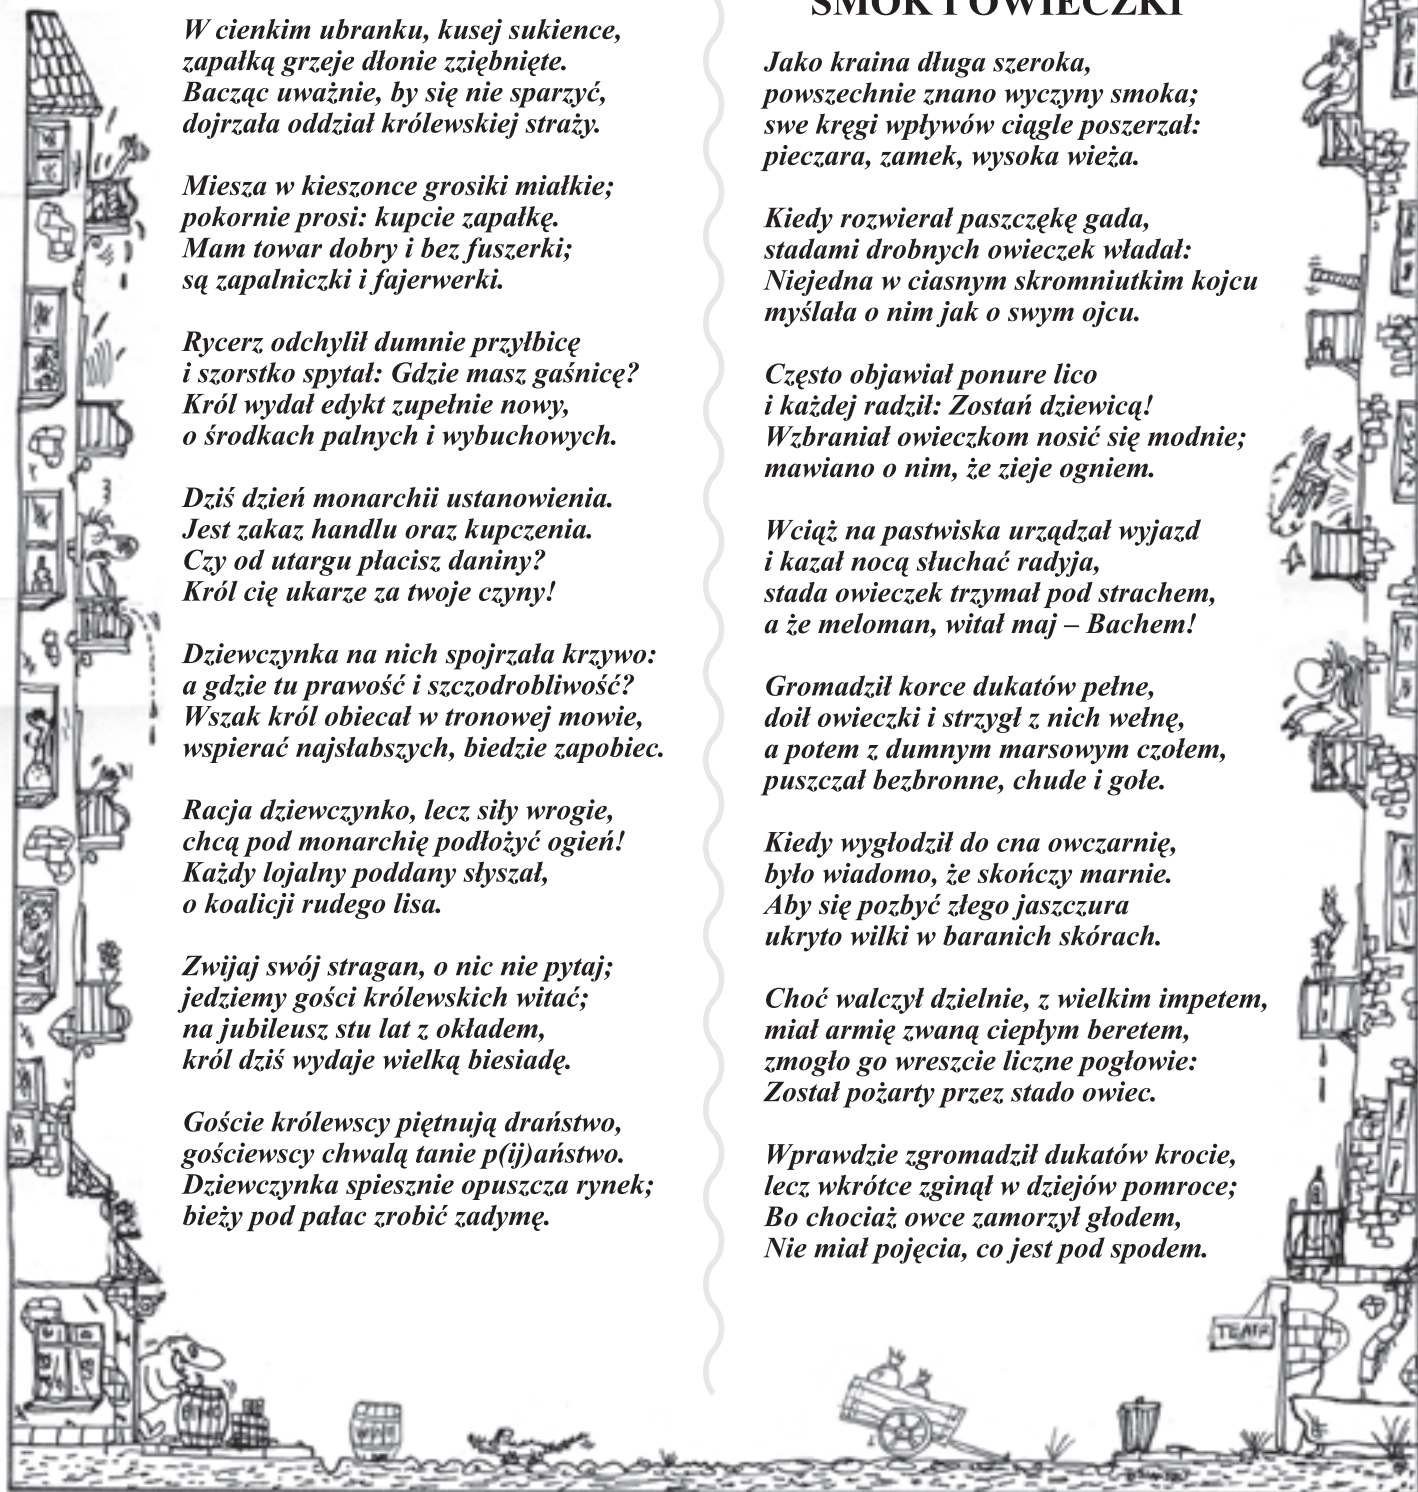 W cienkim ubranku, kusej sukience,
zapałką grzeje dłonie zziębnięte.
Bacząc uważnie, by się nie sparzyć,
dojrzała oddział królewskiej straży.

Miesza w kieszonce grosiki miałkie;
pokornie prosi: kupcie zapałkę.
Mam towar dobry i bez fuszerki;
są zapalniczki i fajerwerki.

Rycerz odchylił dumnie przyłbicę
i szorstko spytał: Gdzie masz gaśnicę?
Król wydał edykt zupełnie nowy,
o środkach palnych i wybuchowych.

Dziś dzień monarchii ustanowienia.
Jest zakaz handlu oraz kupczenia.
Czy od utargu płacisz daniny?
Król cię ukarze za twoje czyny!

Dziewczynka na nich spojrzała krzywo:
a gdzie tu prawość i szczodrobliwość?
Wszak król obiecał w tronowej mowie,
wspierać najsłabszych, biedzie zapobiec.

Racja dziewczynko, lecz siły wrogie,
chcą pod monarchię podłożyć ogień!
Każdy lojalny poddany słyszał,
o koalicji rudego lisa.

Zwijaj swój stragan, o nic nie pytaj;
jedziemy gości królewskich witać;
na jubileusz stu lat z okładem,
król dziś wydaje wielką biesiadę.

Goście królewscy piętnują draństwo,
gościewscy chwalą tanie p(ij)aństwo.
Dziewczynka spiesznie opuszcza rynek;
bieży pod pałac zrobić zadymę.

SMOK I OWIECZKI

Jako kraina długa szeroka,
powszechnie znano wyczyny smoka;
swe kręgi wpływów ciągle poszerzał:
pieczara, zamek, wysoka wieża.

Kiedy rozwierał paszczękę gada,
stadami drobnych owieczek władał:
Niejedna w ciasnym skromniutkim kojcu
myślała o nim jak o swym ojcu.

Często objawiał ponure lico
i każdej radził: Zostań dziewicą!
Wzbraniał owieczkom nosić się modnie;
mawiano o nim, że zieje ogniem.

Wciąż na pastwiska urządzał wyjazd
i kazał nocą słuchać radyja,
stada owieczek trzymał pod strachem,
a że meloman, witał maj – Bachem!

Gromadził korce dukatów pełne,
doił owieczki i strzygł z nich wełnę,
a potem z dumnym marsowym czołem,
puszczał bezbronne, chude i gołe.

Kiedy wygłodził do cna owczarnię,
było wiadomo, że skończy marnie.
Aby się pozbyć złego jaszczura
ukryto wilki w baranich skórach.

Choć walczył dzielnie, z wielkim impetem,
miał armię zwaną ciepłym beretem,
zmogło go wreszcie liczne pogłowie:
Został pożarty przez stado owiec.

Wprawdzie zgromadził dukatów krocie,
lecz wkrótce zginął w dziejów pomroce;
Bo chociaż owce zamorzył głodem,
Nie miał pojęcia, co jest pod spodem.

TEATR